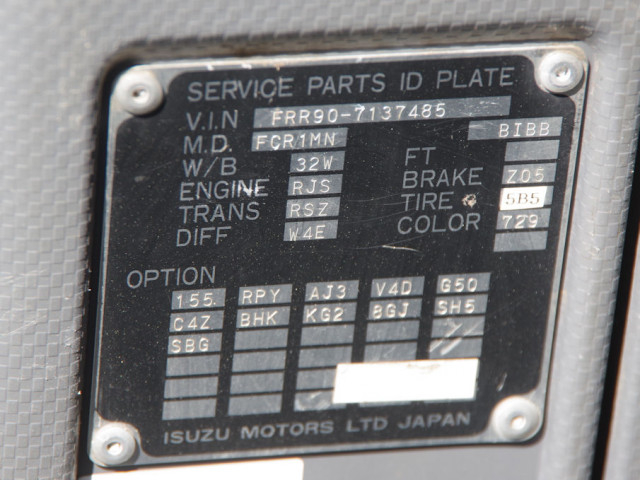 SERVICE PARTS ID PLATE
V.I.N FRR90-7137485
M.D. FCR1MN BIBB
W/B 32W FT
ENGINE RJS BRAKE Z05
TRANS RSZ TIRE 5B5
DIFF W4E COLOR 729
OPTION
155 RPY AJ3 V4D G50
C4Z BHK KG2 8GJ SH5
SBG
ISUZU MOTORS LTD JAPAN